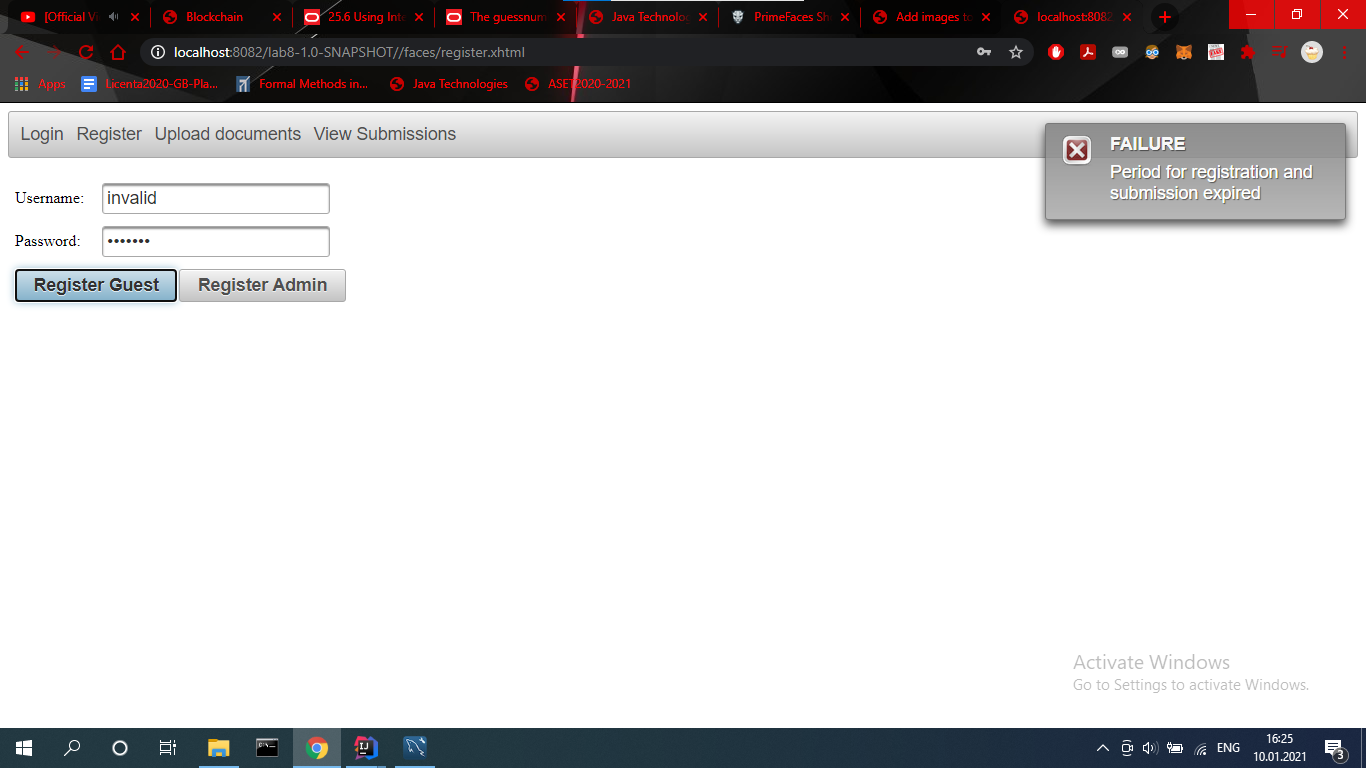 [Official Vi
Blockchain
25.6 Using Inte
The guessnum
Java Technolog
PrimeFaces Sh
Add images to
localhost:8082
localhost:8082/lab8-1.0-SNAPSHOT//faces/register.xhtml
Apps
Licenta2020-GB-Pla...
Formal Methods in...
Java Technologies
ASET2020-2021
Login Register Upload documents View Submissions
FAILURE
Period for registration and
submission expired
Username: invalid
Password: •••••••
Register Guest Register Admin
Activate Windows
Go to Settings to activate Windows.
ENG
16:25
10.01.2021
3